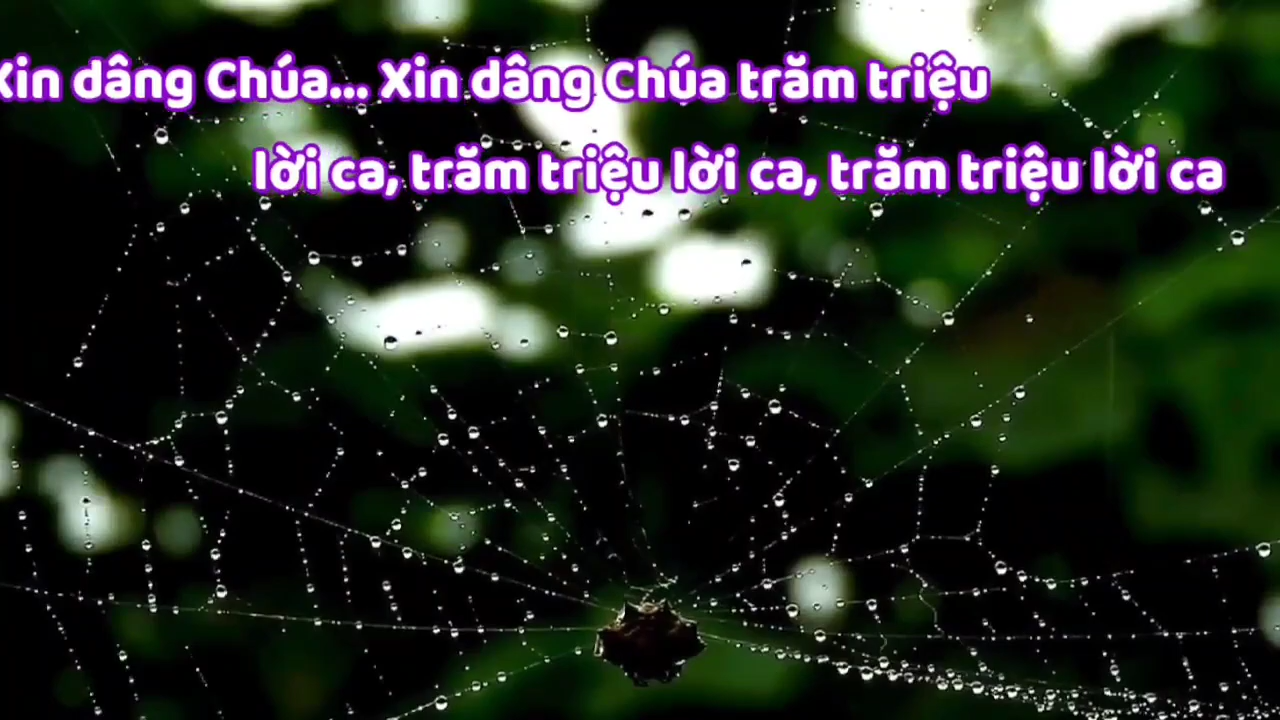 Xin dâng Chúa... Xin dâng Chúa trăm triệu
lời ca, trăm triệu lời ca, trăm triệu lời ca